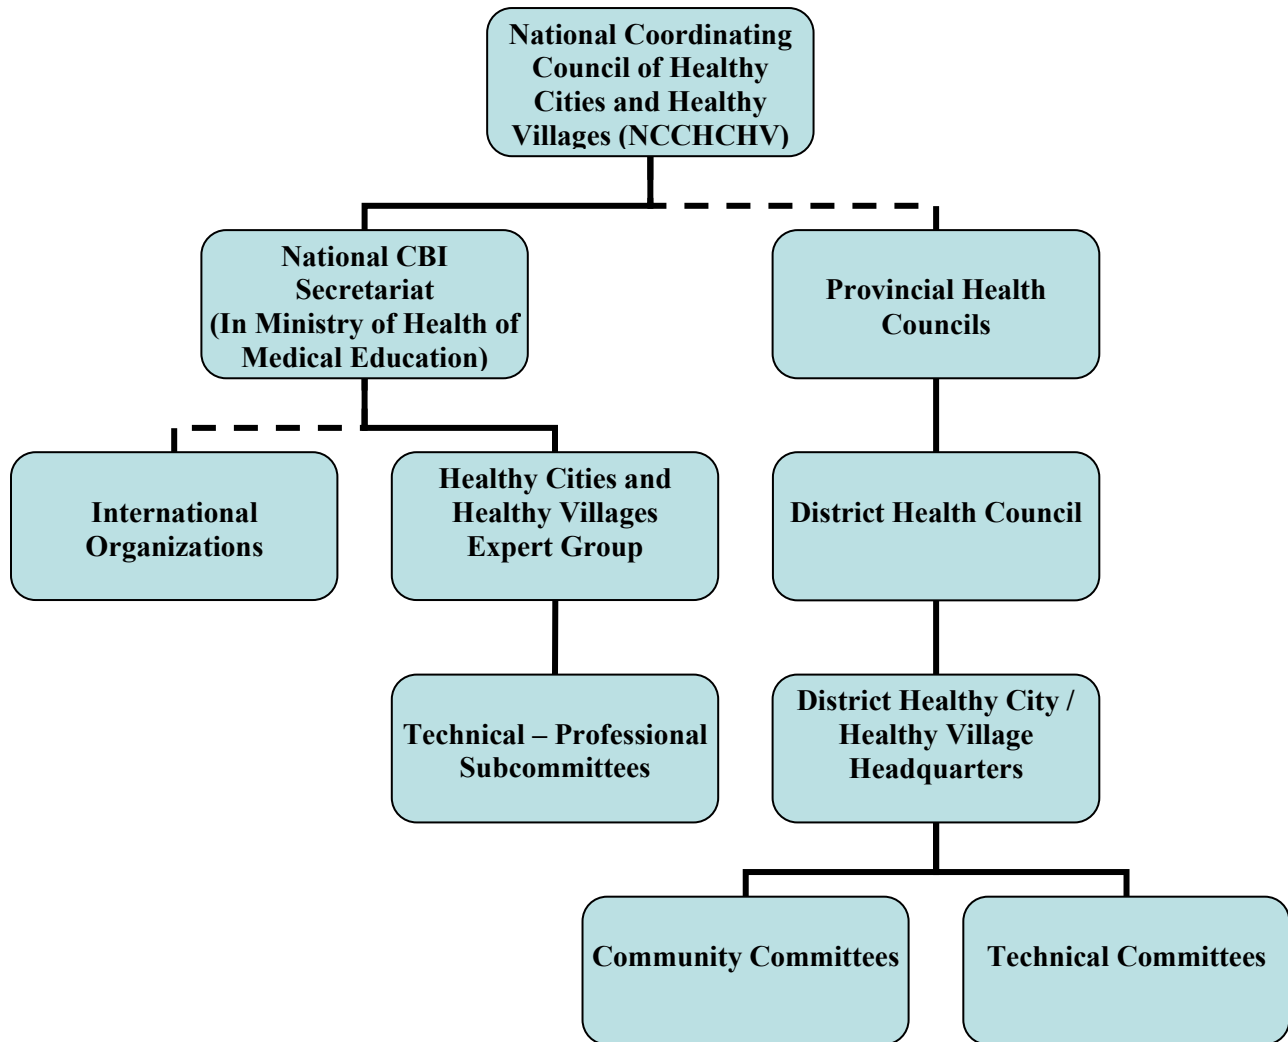 National Coordinating
Council of Healthy
Cities and Healthy
Villages (NCCHCHV)
National CBI
Secretariat
(In Ministry of Health of
Medical Education)
Provincial Health
Councils
International
Organizations
Healthy Cities and
Healthy Villages
Expert Group
District Health Council
Technical – Professional
Subcommittees
District Healthy City /
Healthy Village
Headquarters
Community Committees
Technical Committees